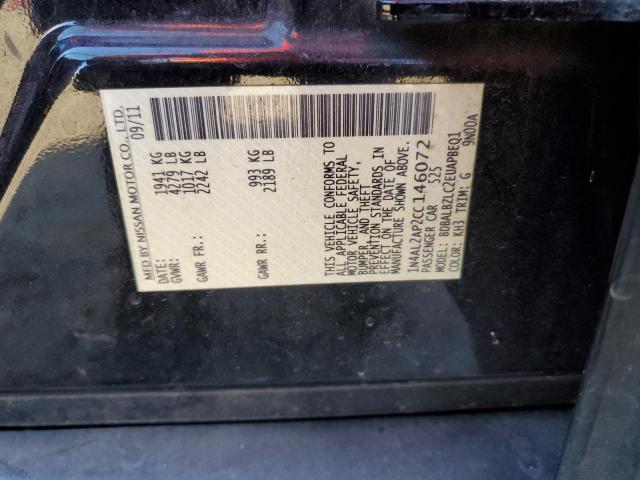 MFD BY NISSAN MOTOR CO., LTD.
DATE: 09/11
GVWR: 1941 KG
4279 LB
GAWR FR: 1017 KG
2242 LB
GAWR RR: 993 KG
2189 LB
THIS VEHICLE CONFORMS TO
ALL APPLICABLE FEDERAL
MOTOR VEHICLE SAFETY,
BUMPER, AND THEFT
PREVENTION STANDARDS IN
EFFECT ON THE DATE OF
MANUFACTURE SHOWN ABOVE.
1N4AL2AP2CC146072
PASSENGER CAR 525
MODEL: BDBALBZLC2EUAPBEQ1
COLOR: KH3 TRIM: G 9N00A